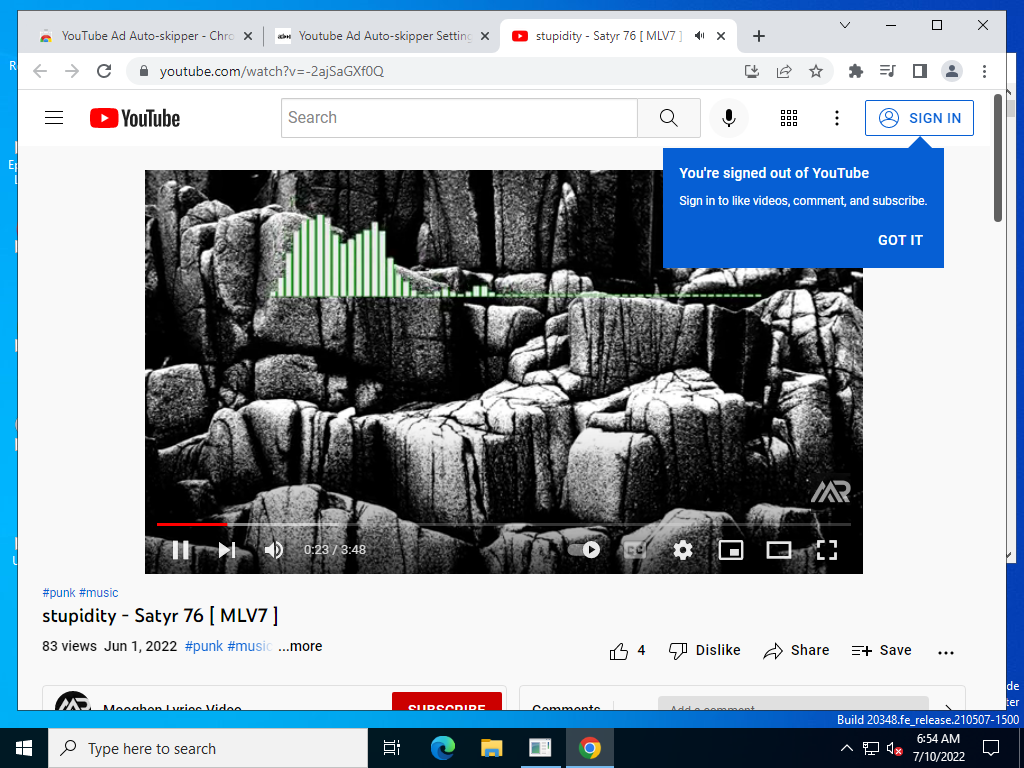 YouTube Ad Auto-skipper - Chro
Youtube Ad Auto-skipper Setting
stupidity - Satyr 76 [ MLV7 ]
youtube.com/watch?v=-2ajSaGXf0Q
YouTube
Search
SIGN IN
You're signed out of YouTube
Sign in to like videos, comment, and subscribe.
GOT IT
MR
0:23 / 3:48
#punk #music
stupidity - Satyr 76 [ MLV7 ]
83 views Jun 1, 2022 #punk #music ...more
4 Dislike Share Save
Mooghen Lyrics Video
SUBSCRIBE
Comments
Add a comment...
Build 20348.fe_release.210507-1500
Type here to search
6:54 AM
7/10/2022